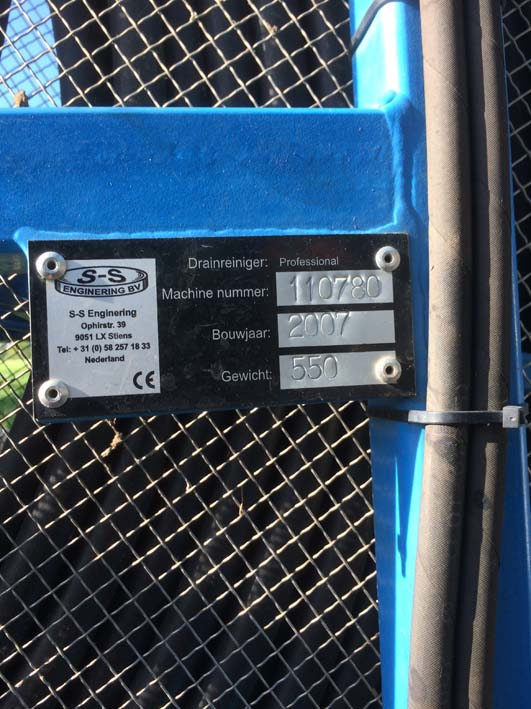 S-S
ENGINERING BV
S-S Enginering
Ophirstr. 39
9051 LX Stiens
Tel: + 31 (0) 58 257 18 33
Nederland
CE
Drainreiniger: Professional
Machine nummer: 110780
Bouwjaar: 2007
Gewicht: 550